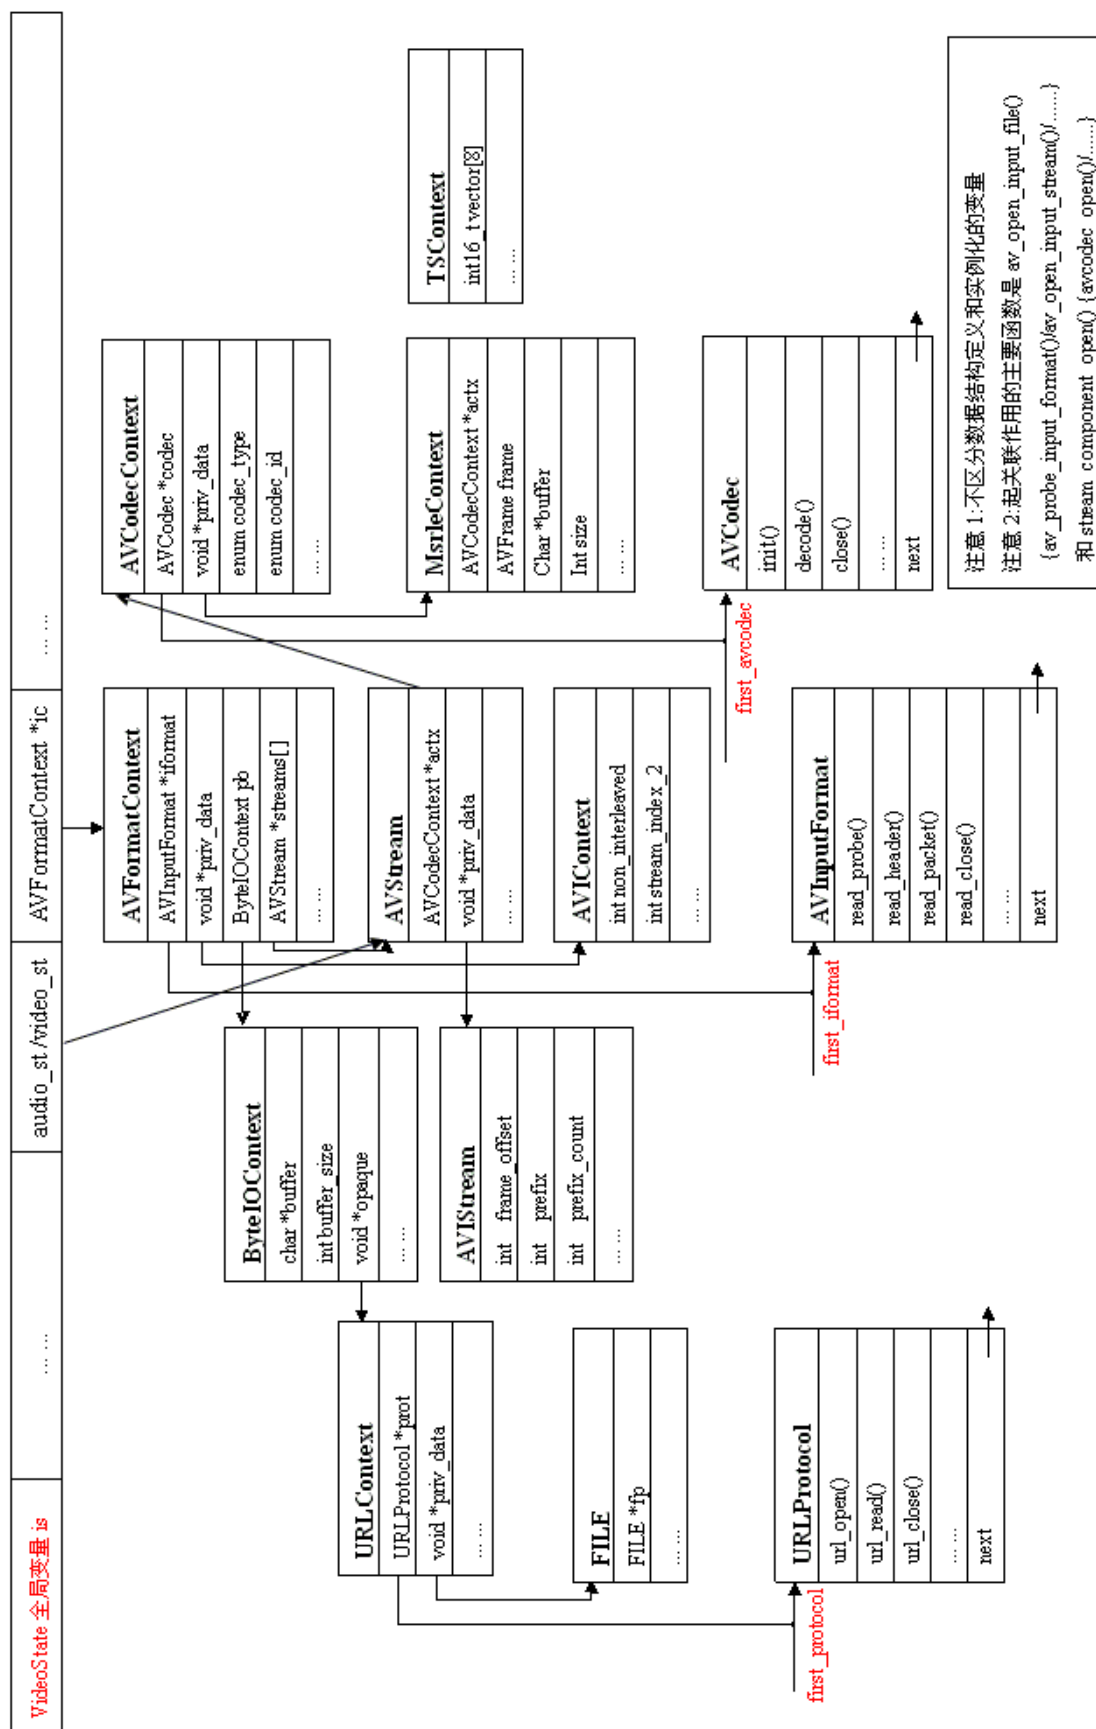 VideoState 全局变量 is
... ...
audio_st /video_st
AVFormatContext *ic
... ...
URLContext
URLProtocol *prot
void *priv_data
... ...
FILE
FILE *fp
... ...
first_protocol
URLProtocol
url_open()
url_read()
url_close()
... ...
next
ByteIOContext
char *buffer
int buffer_size
void *opaque
... ...
AVIStream
int frame_offset
int prefix
int prefix_count
... ...
AVFormatContext
AVInputFormat *iformat
void *priv_data
ByteIOContext pb
AVStream *streams[]
... ...
AVStream
AVCodecContext *actx
void *priv_data
... ...
AVIContext
int non_interleaved
int stream_index_2
... ...
first_iformat
AVInputFormat
read_probe()
read_header()
read_packet()
read_close()
... ...
next
AVCodecContext
AVCodec *codec
void *priv_data
enum codec_type
enum codec_id
... ...
MsrleContext
AVCodecContext *actx
AVFrame frame
Char *buffer
Int size
... ...
first_avcodec
AVCodec
init()
decode()
close()
... ...
next
TSContext
int16_t vector[8]
... ...
注意 1:不区分数据结构定义和实例化的变量
注意 2:起关联作用的主要函数是 av_open_input_file()
{av_probe_input_format()/av_open_input_stream()/......}
和 stream component open() {avcodec open()/......}